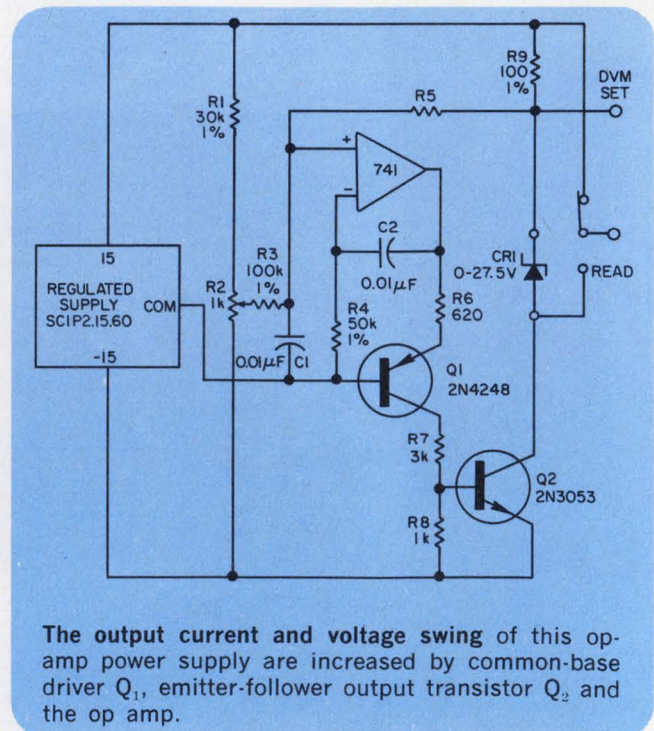 R9
100
1%
DVM
SET
R1
30k
1%
R5
+
741
-
15
REGULATED
SUPPLY
SC1P2.15.60
COM
-15
R2
1k
R3
100k
1%
C2
0.01μF
R4
50k
1%
R6
620
CR1
0-27.5V
READ
0.01μF C1
Q1
2N4248
R7
3k
Q2
2N3053
R8
1k
The output current and voltage swing of this op-
amp power supply are increased by common-base
driver Q₁, emitter-follower output transistor Q₂ and
the op amp.